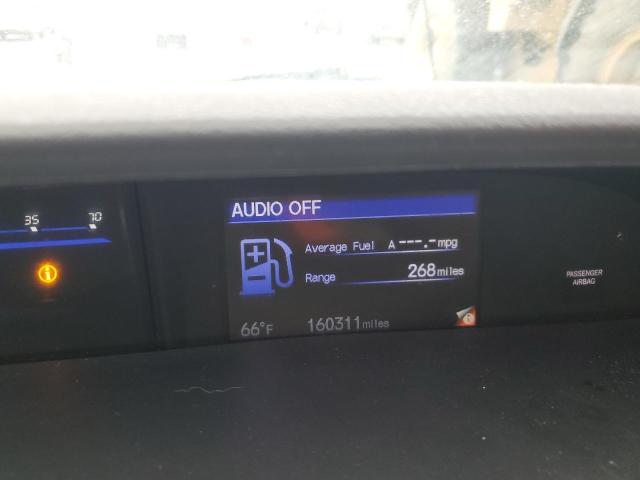 35 70
AUDIO OFF
Average Fuel A ---.- mpg
Range 268 miles
66°F 160311 miles
PASSENGER
AIRBAG